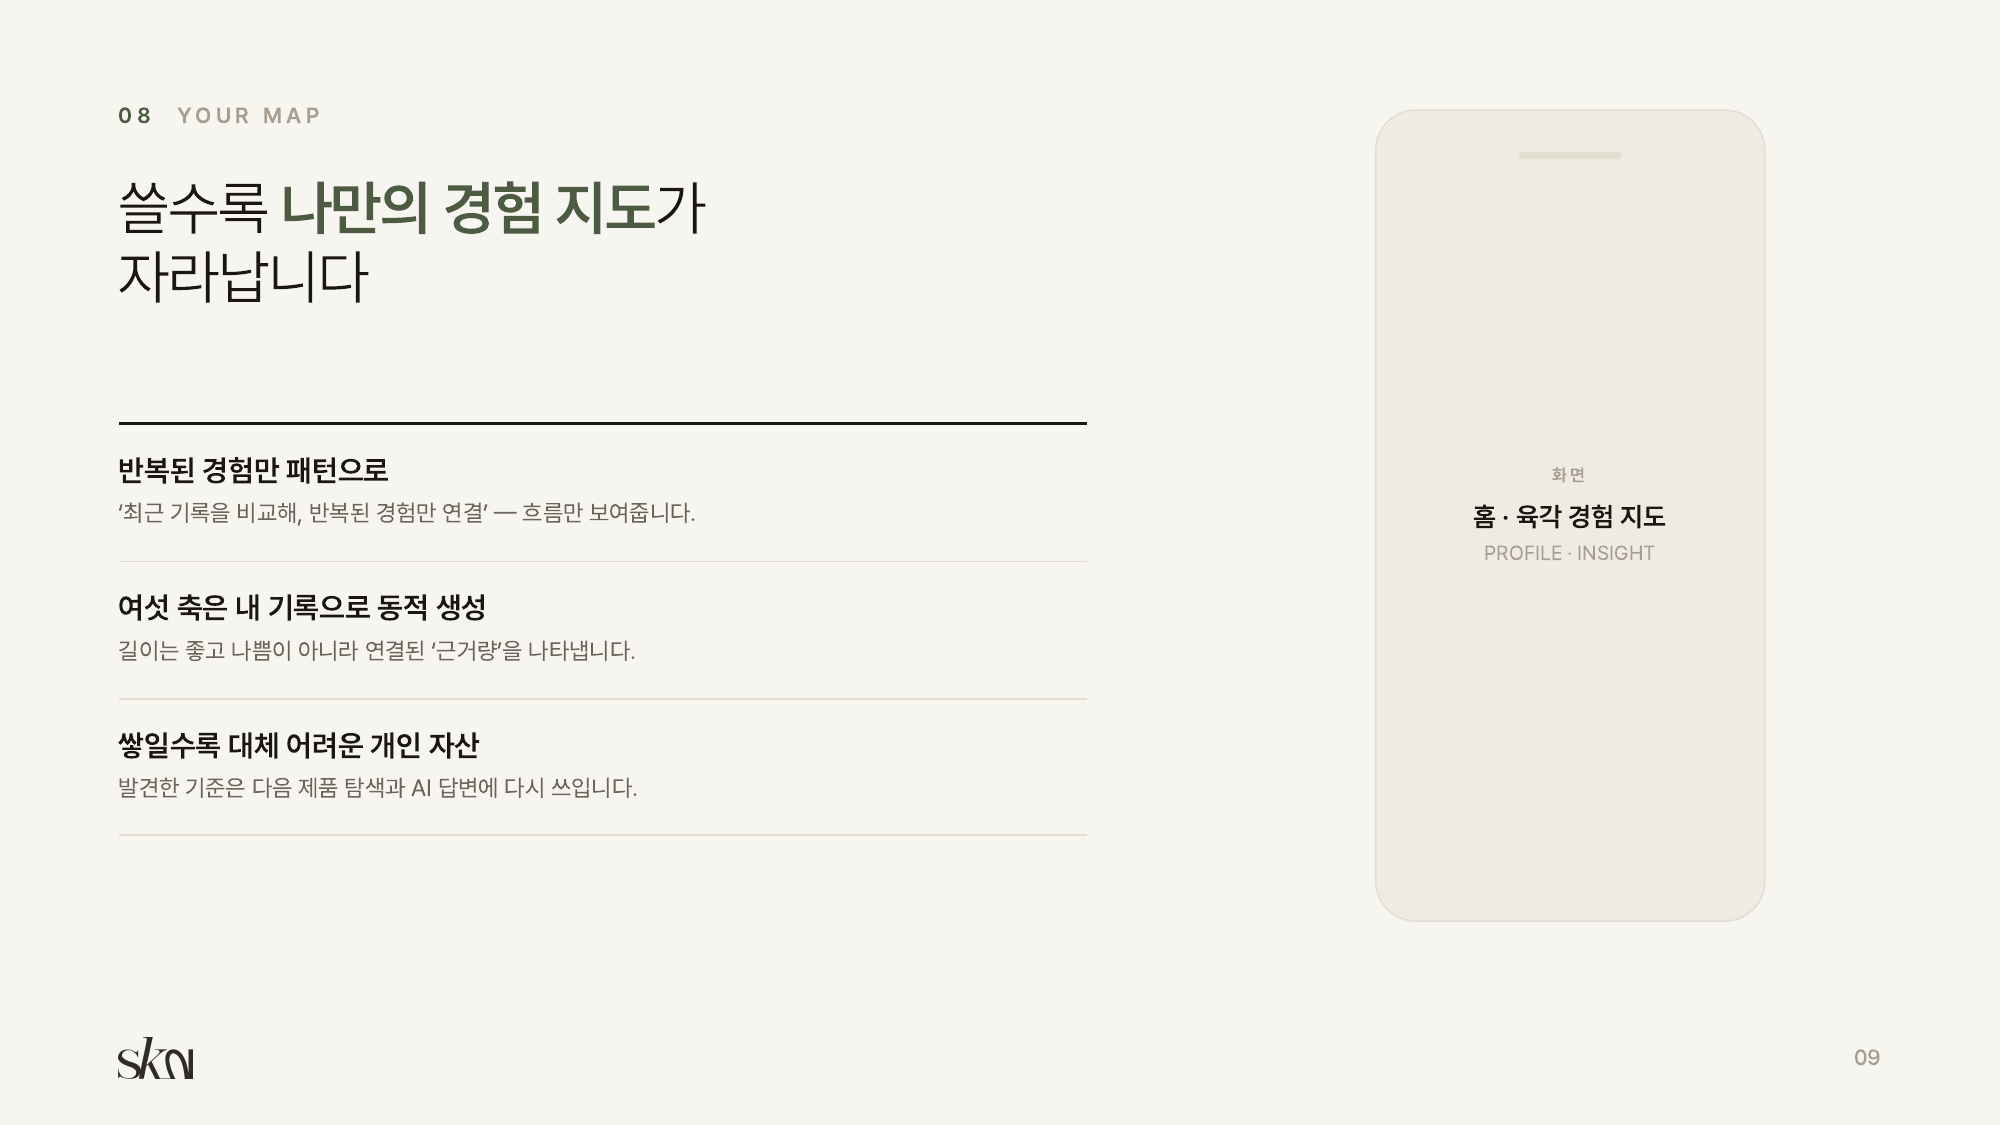 08 YOUR MAP
쓸수록 나만의 경험 지도가
자라납니다
반복된 경험만 패턴으로
‘최근 기록을 비교해, 반복된 경험만 연결’ — 흐름만 보여줍니다.
여섯 축은 내 기록으로 동적 생성
길이는 좋고 나쁨이 아니라 연결된 ‘근거량’을 나타냅니다.
쌓일수록 대체 어려운 개인 자산
발견한 기준은 다음 제품 탐색과 AI 답변에 다시 쓰입니다.
화면
홈 · 육각 경험 지도
PROFILE · INSIGHT
09